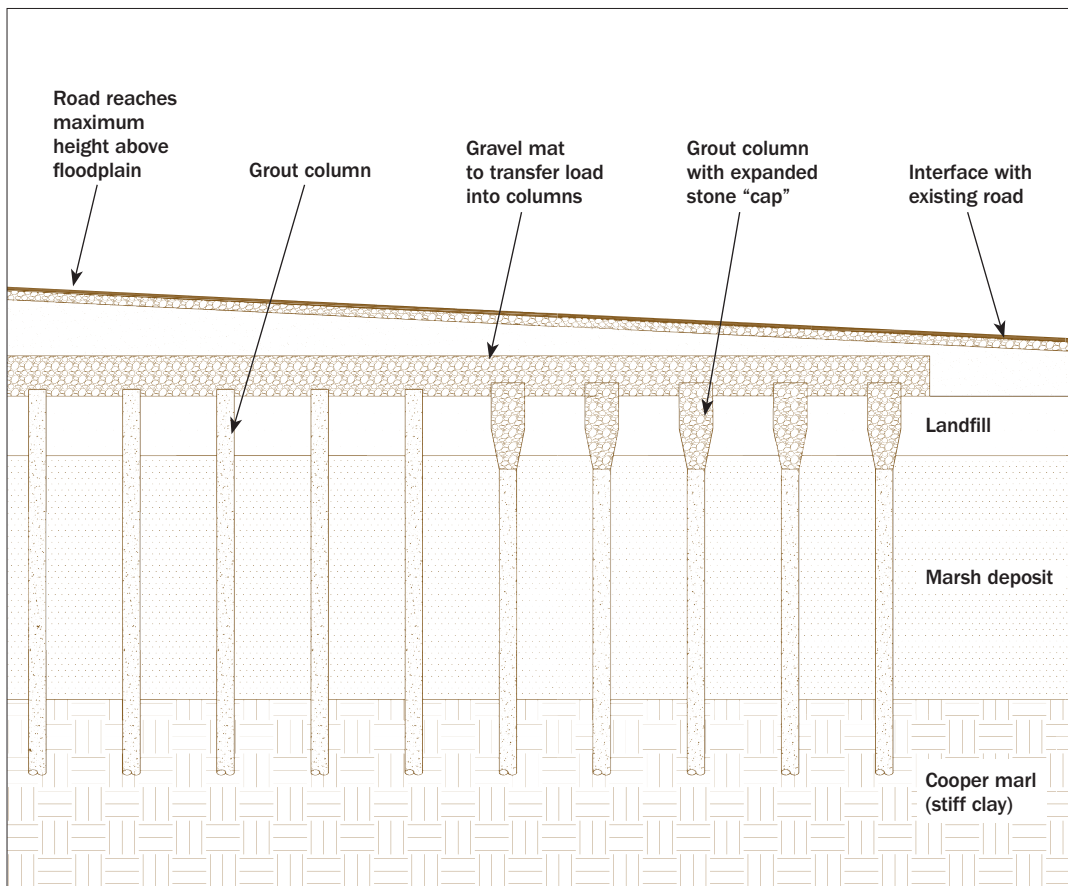 Road reaches
maximum
height above
floodplain
Grout column
Gravel mat
to transfer load
into columns
Grout column
with expanded
stone “cap”
Interface with
existing road
Landfill
Marsh deposit
Cooper marl
(stiff clay)